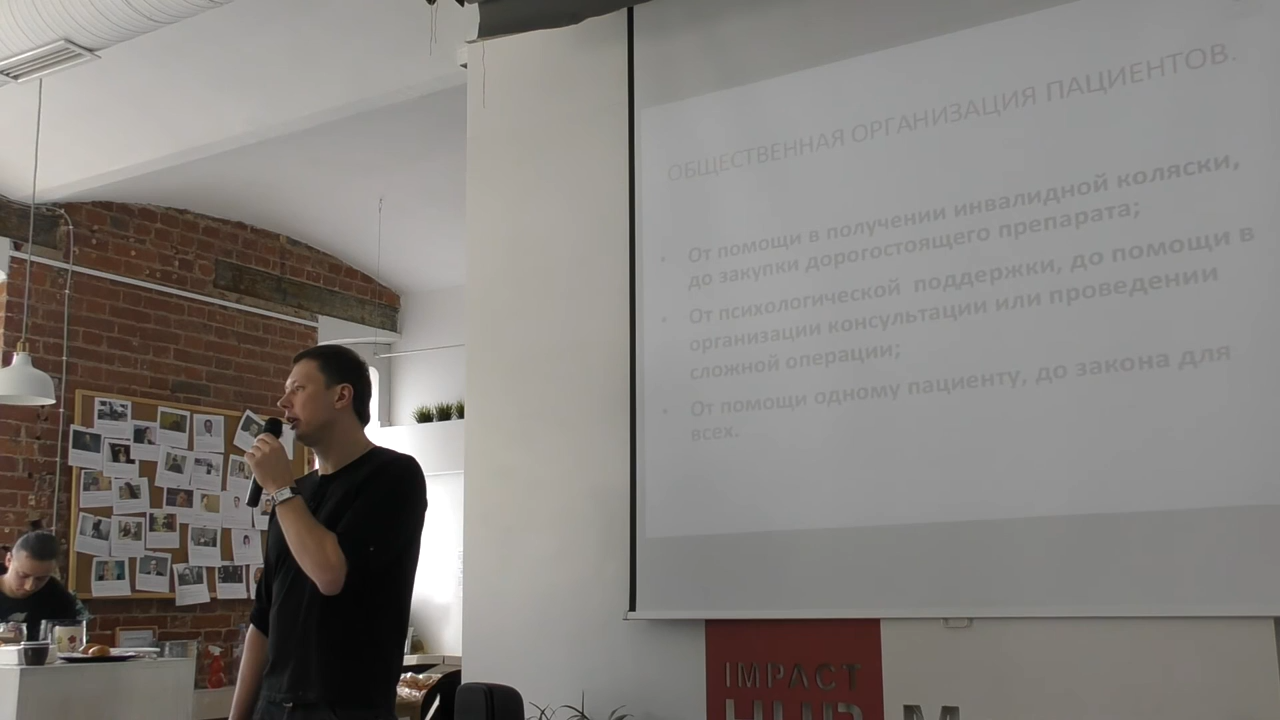 ОБЩЕСТВЕННАЯ ОРГАНИЗАЦИЯ ПАЦИЕНТОВ.
• От помощи в получении инвалидной коляски,
до закупки дорогостоящего препарата;
• От психологической поддержки, до помощи в
организации консультации или проведении
сложной операции;
• От помощи одному пациенту, до закона для
всех.
IMPACT
HUB M